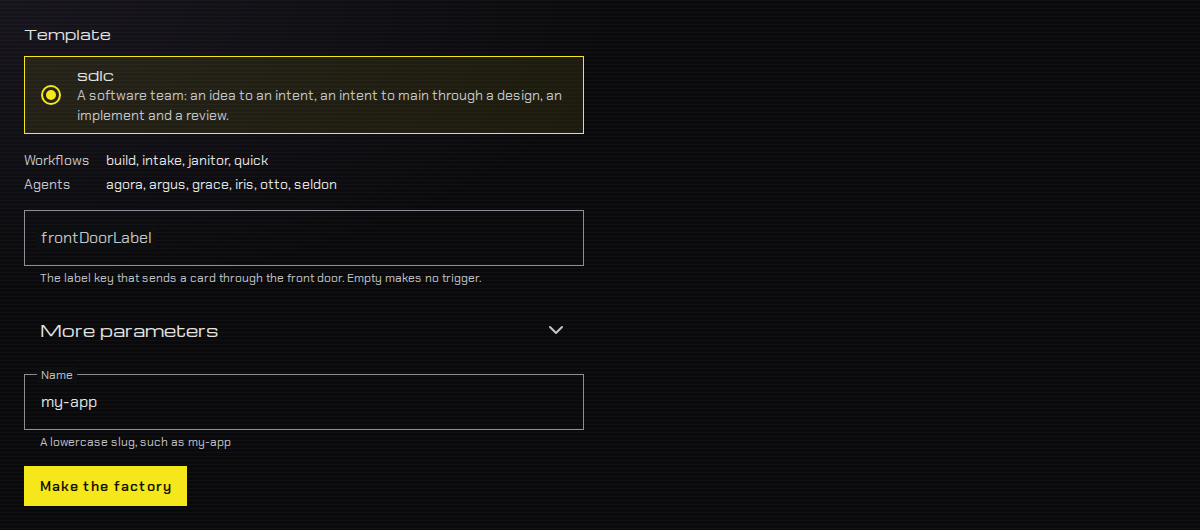 Template
sdlc
A software team: an idea to an intent, an intent to main through a design, an
implement and a review.
Workflows build, intake, janitor, quick
Agents agora, argus, grace, iris, otto, seldon
frontDoorLabel
The label key that sends a card through the front door. Empty makes no trigger.
More parameters
Name
my-app
A lowercase slug, such as my-app
Make the factory